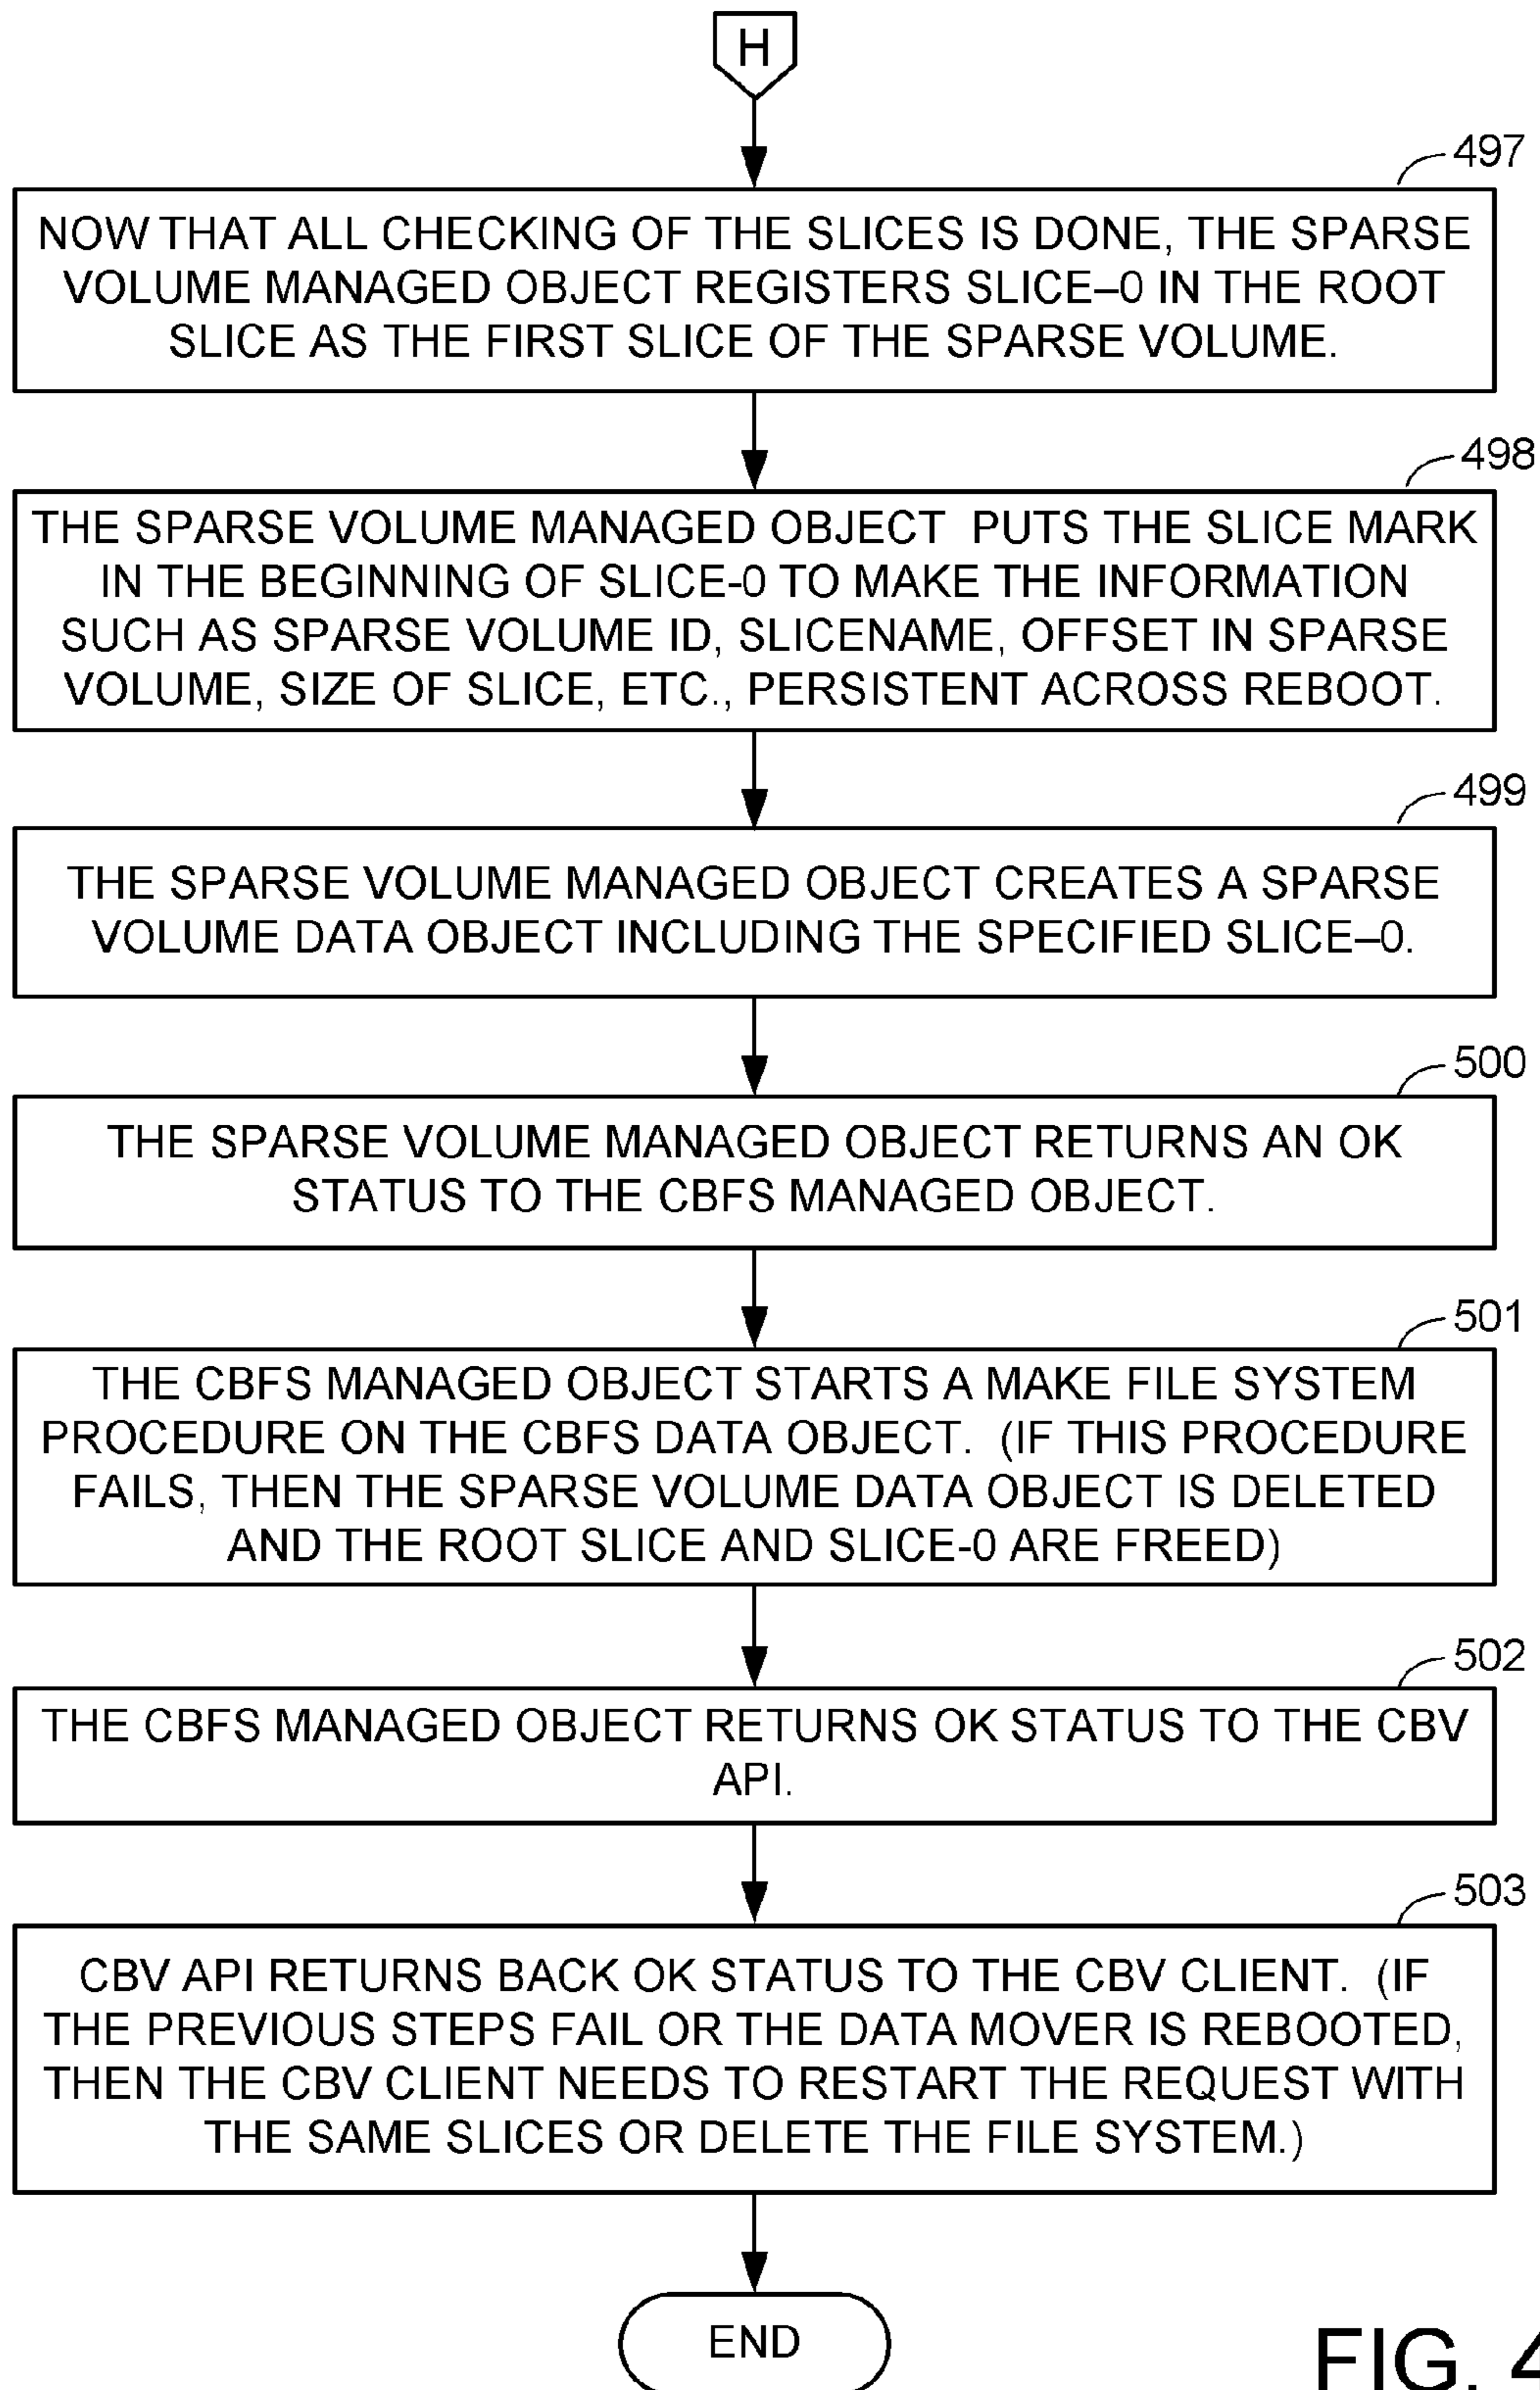 H
497
NOW THAT ALL CHECKING OF THE SLICES IS DONE, THE SPARSE
VOLUME MANAGED OBJECT REGISTERS SLICE–0 IN THE ROOT
SLICE AS THE FIRST SLICE OF THE SPARSE VOLUME.
498
THE SPARSE VOLUME MANAGED OBJECT PUTS THE SLICE MARK
IN THE BEGINNING OF SLICE-0 TO MAKE THE INFORMATION
SUCH AS SPARSE VOLUME ID, SLICENAME, OFFSET IN SPARSE
VOLUME, SIZE OF SLICE, ETC., PERSISTENT ACROSS REBOOT.
499
THE SPARSE VOLUME MANAGED OBJECT CREATES A SPARSE
VOLUME DATA OBJECT INCLUDING THE SPECIFIED SLICE–0.
500
THE SPARSE VOLUME MANAGED OBJECT RETURNS AN OK
STATUS TO THE CBFS MANAGED OBJECT.
501
THE CBFS MANAGED OBJECT STARTS A MAKE FILE SYSTEM
PROCEDURE ON THE CBFS DATA OBJECT. (IF THIS PROCEDURE
FAILS, THEN THE SPARSE VOLUME DATA OBJECT IS DELETED
AND THE ROOT SLICE AND SLICE-0 ARE FREED)
502
THE CBFS MANAGED OBJECT RETURNS OK STATUS TO THE CBV
API.
503
CBV API RETURNS BACK OK STATUS TO THE CBV CLIENT. (IF
THE PREVIOUS STEPS FAIL OR THE DATA MOVER IS REBOOTED,
THEN THE CBV CLIENT NEEDS TO RESTART THE REQUEST WITH
THE SAME SLICES OR DELETE THE FILE SYSTEM.)
END
FIG.